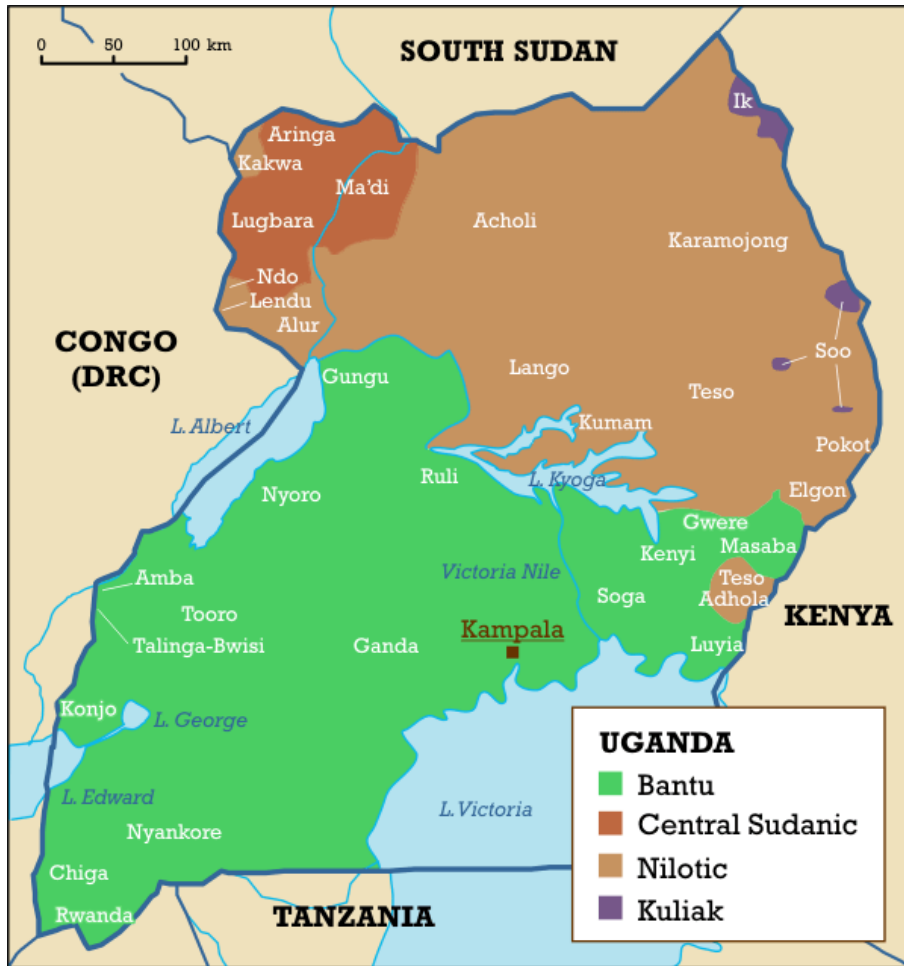 0 50 100 km
SOUTH SUDAN
Ik
Aringa
Kakwa
Ma'di
Lugbara
Acholi
Karamojong
Ndo
Lendu
Alur
CONGO
(DRC)
Soo
Gungu
Lango
Teso
L. Albert
Kumam
Pokot
Ruli
L. Kyoga
Nyoro
Elgon
Gwere
Kenyi
Masaba
Amba
Victoria Nile
Teso
Adhola
Tooro
Soga
KENYA
Talinga-Bwisi
Ganda
Kampala
Luyia
Konjo
L. George
L. Edward
L. Victoria
Nyankore
Chiga
Rwanda
TANZANIA
UGANDA
Bantu
Central Sudanic
Nilotic
Kuliak